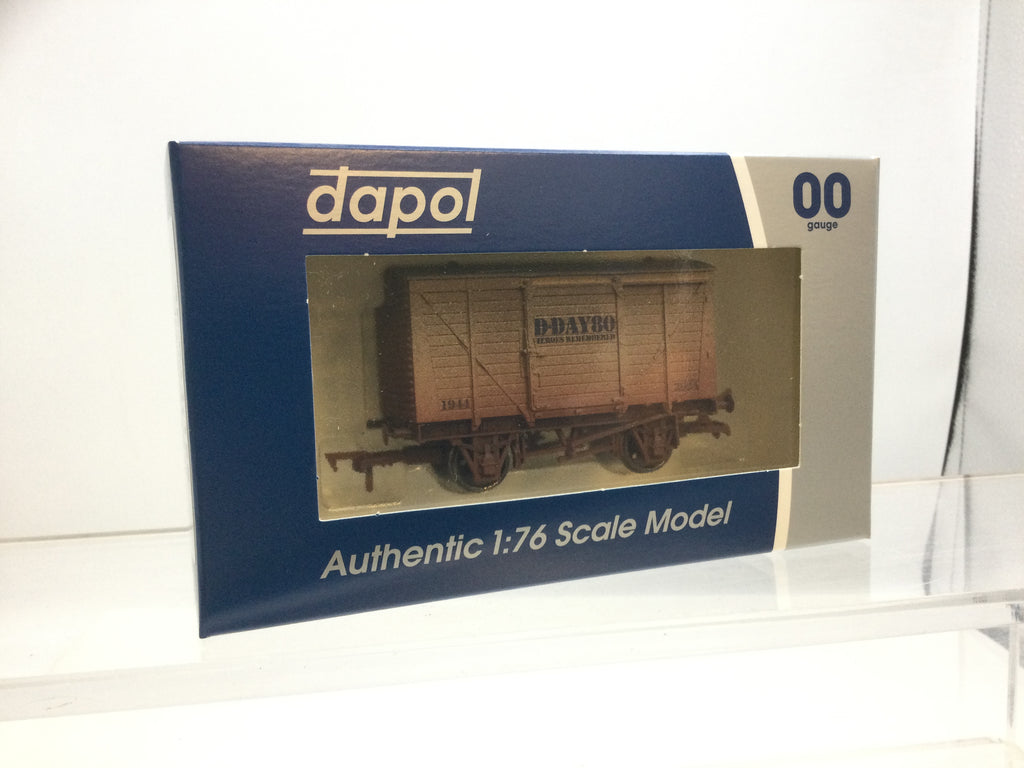 dapol
00
gauge
D-DAY80
HEROES REMEMBERED
1944
Authentic 1:76 Scale Model